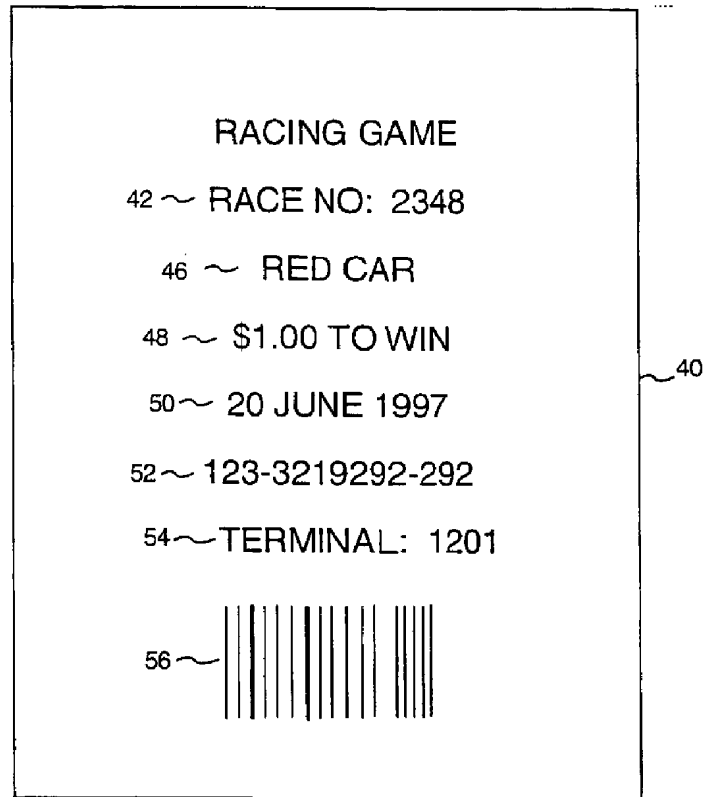 RACING GAME
42 RACE NO: 2348
46 RED CAR
48 $1.00 TO WIN
40
50 20 JUNE 1997
52 123-3219292-292
54 TERMINAL: 1201
56